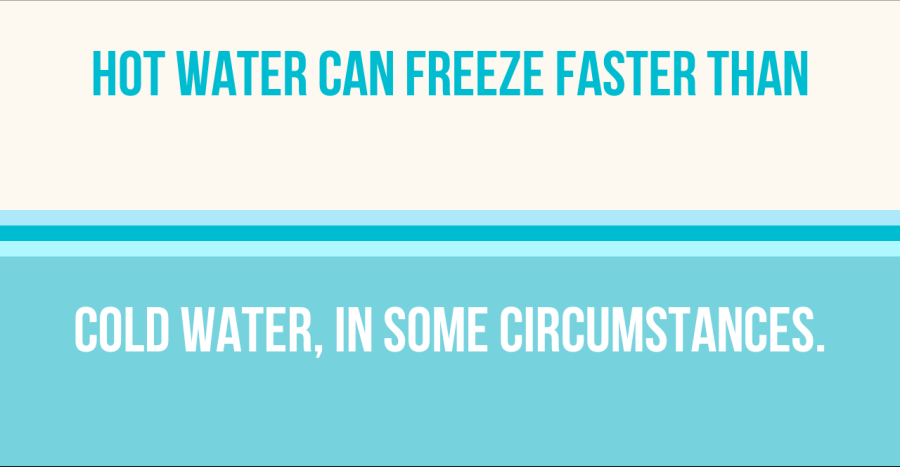 HOT WATER CAN FREEZE FASTER THAN
COLD WATER, IN SOME CIRCUMSTANCES.